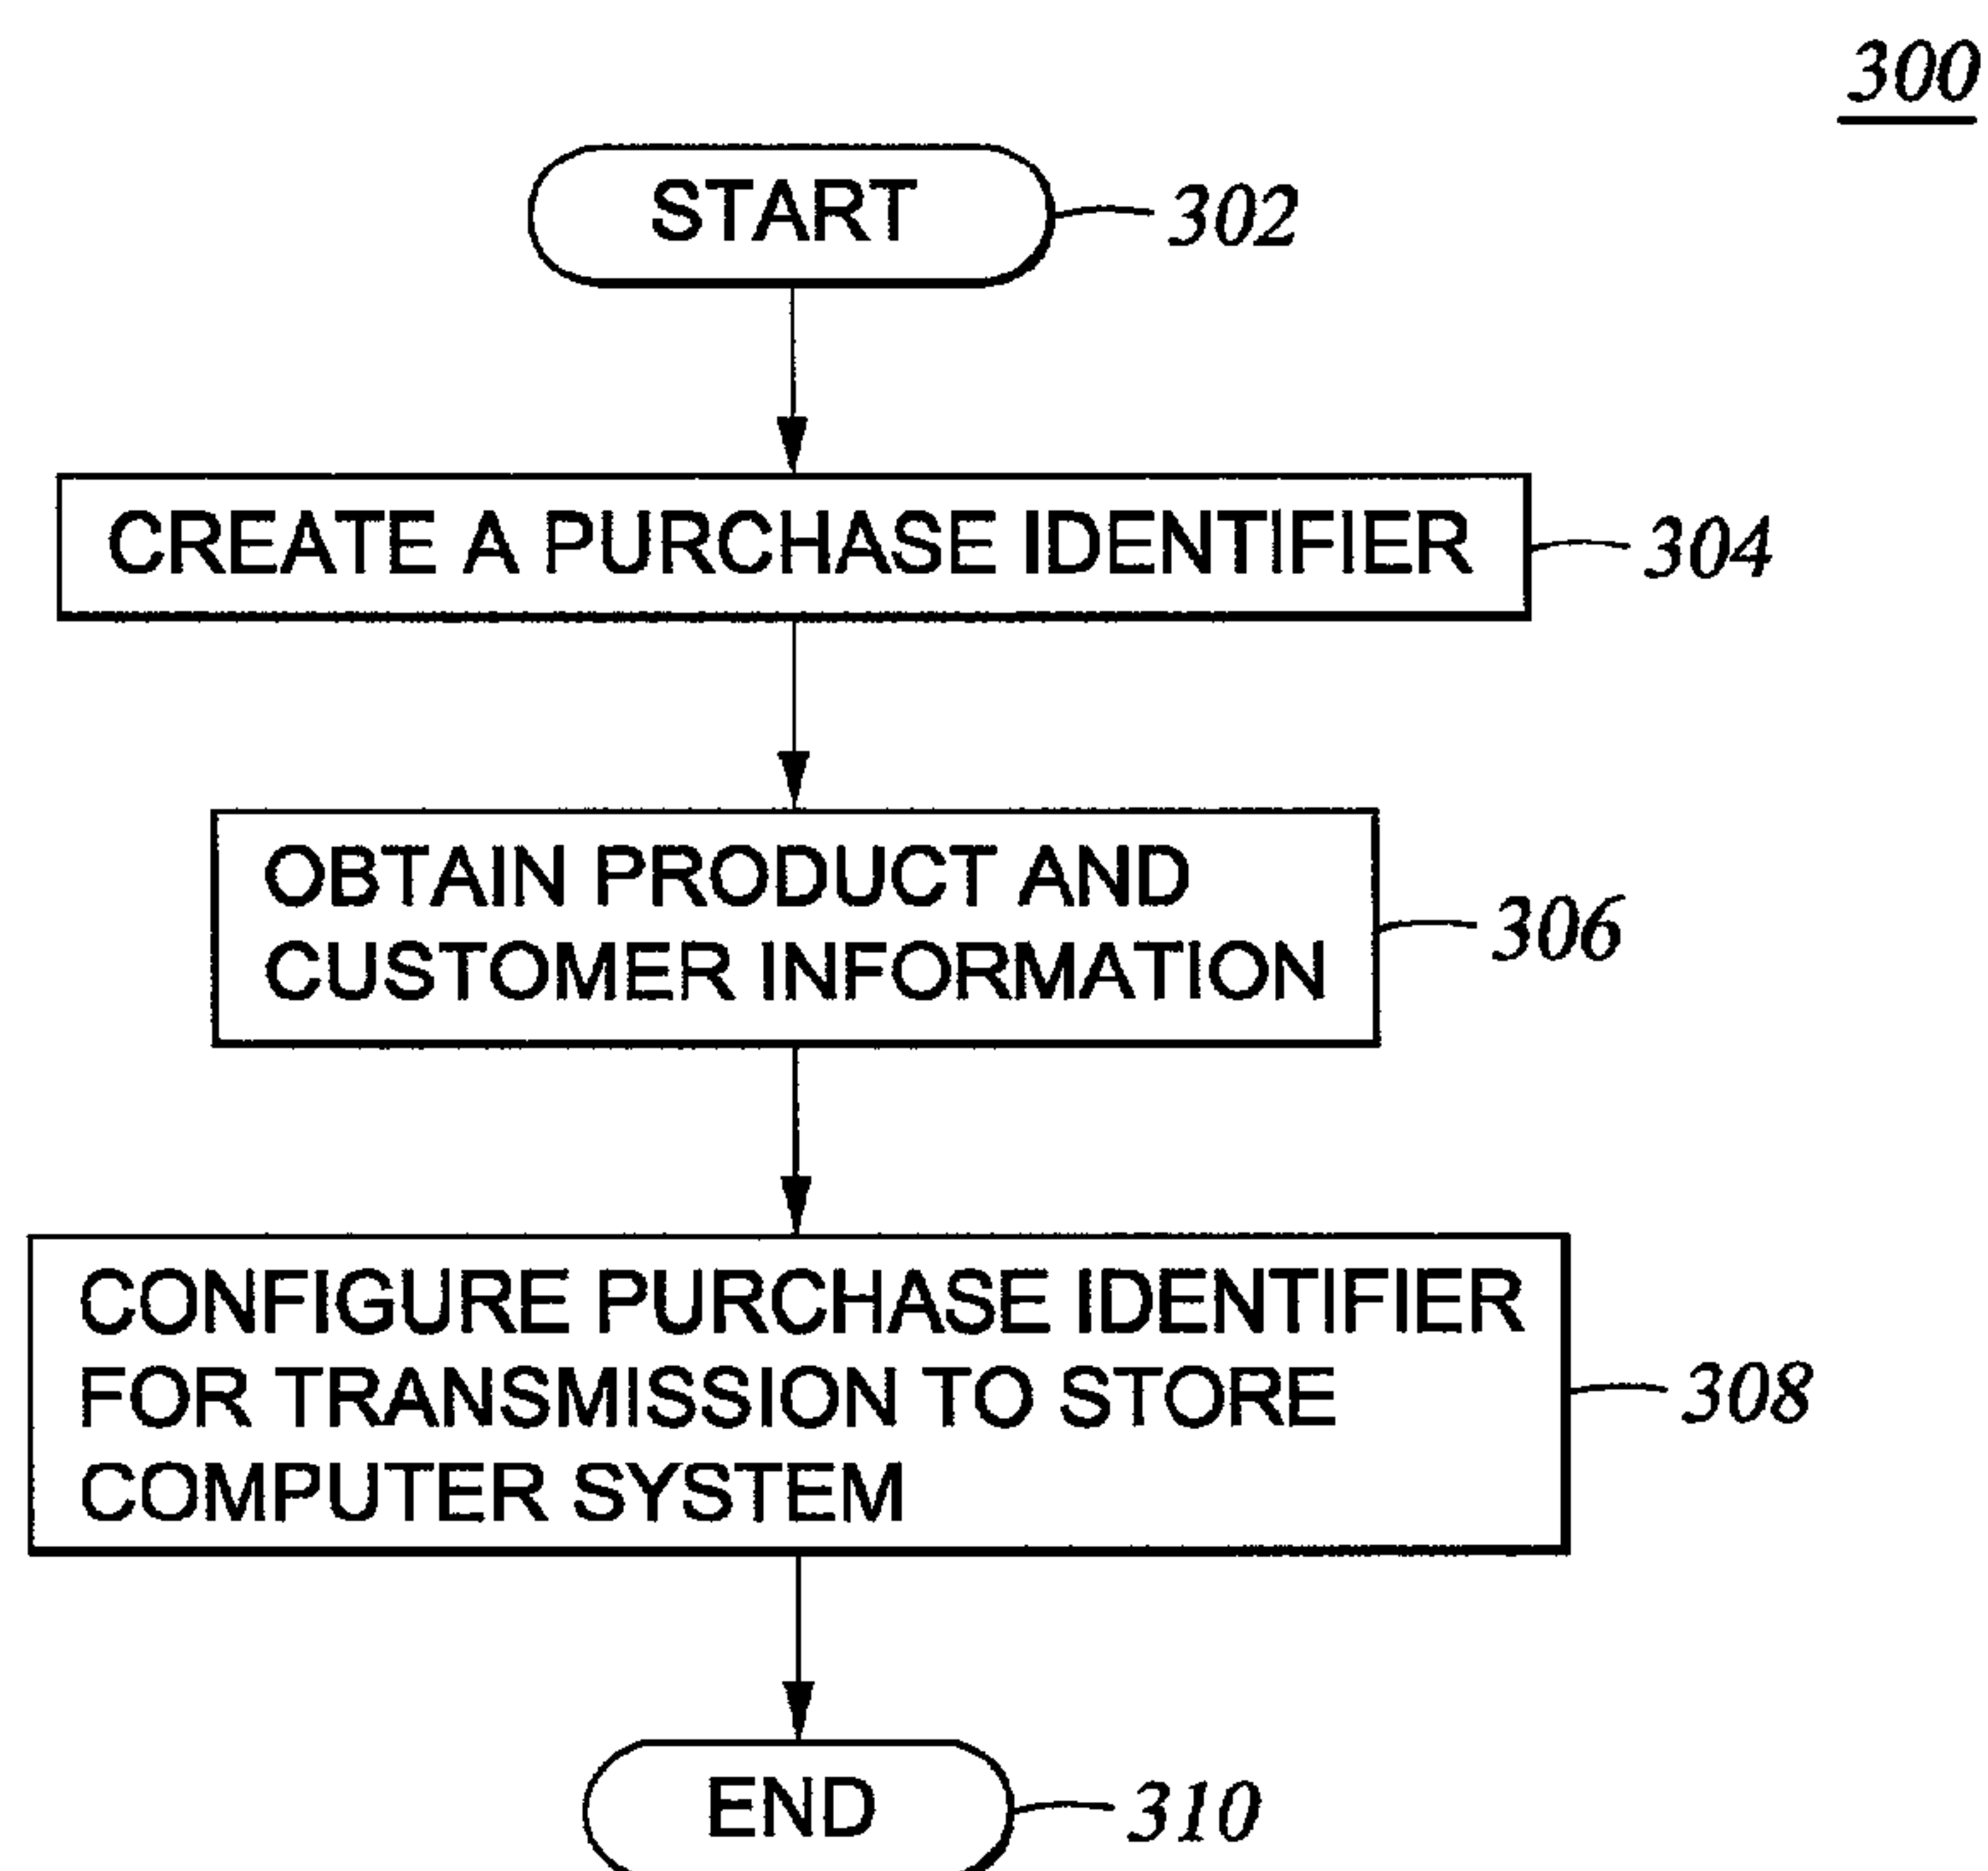 300
START
302
CREATE A PURCHASE IDENTIFIER
304
OBTAIN PRODUCT AND
CUSTOMER INFORMATION
306
CONFIGURE PURCHASE IDENTIFIER
FOR TRANSMISSION TO STORE
COMPUTER SYSTEM
308
END
310